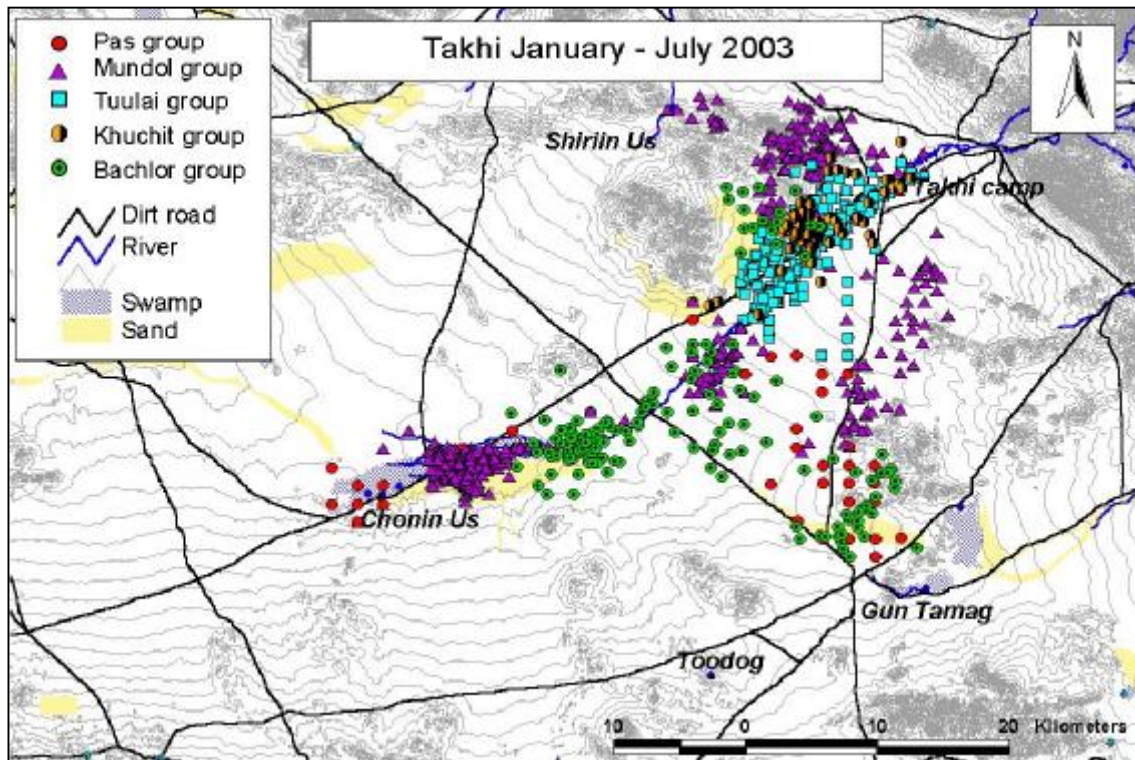 Takhi January - July 2003
N
Pas group
Mundol group
Tuulai group
Khuchit group
Bachlor group
Dirt road
River
Swamp
Sand
Shiriin Us
Takhi camp
Chonin Us
Gun Tamag
Toodog
10 0 10 20 Kilometers